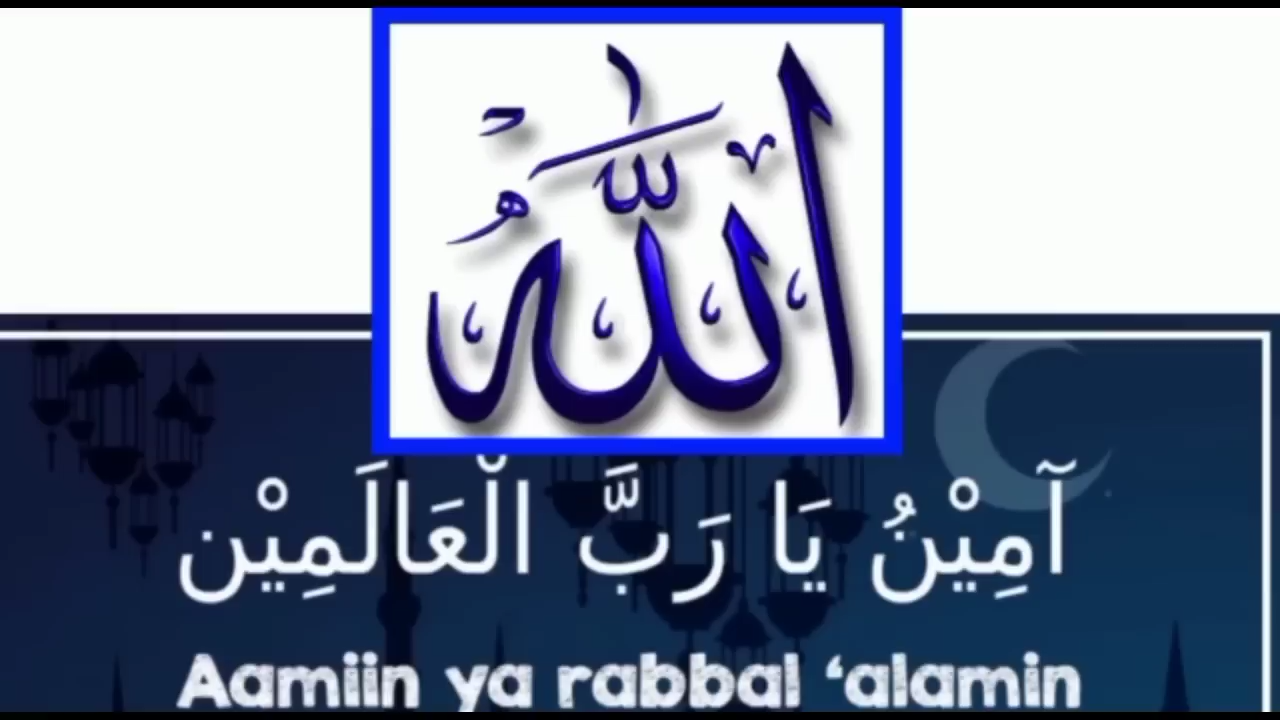 الله
آمِيْنُ يَا رَبَّ الْعَالَمِيْن
Aamiin ya rabbal ‘alamin